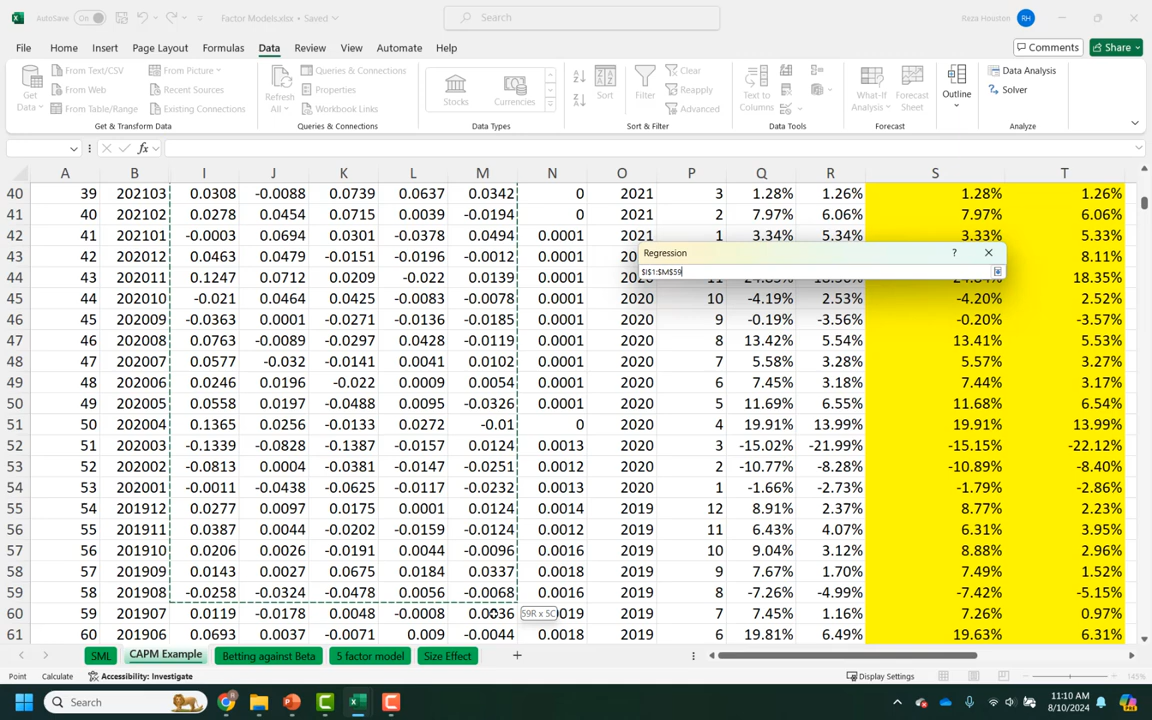 AutoSave On Factor Models.xlsx • Saved Search Reza Houston RH
File Home Insert Page Layout Formulas Data Review View Automate Help Comments Share
Get Data From Text/CSV From Web From Table/Range From Picture Recent Sources Existing Connections Get & Transform Data
Refresh All Queries & Connections Properties Workbook Links Queries & Connections
Stocks Currencies Data Types
Sort Filter Clear Reapply Advanced Sort & Filter
Text to Columns Data Tools
What-If Analysis Forecast Sheet Forecast
Outline
Data Analysis Solver Analyze
fx
A B I J K L M N O P Q R S T
40 39 202103 0.0308 -0.0088 0.0739 0.0637 0.0342 0 2021 3 1.28% 1.26% 1.28% 1.26%
41 40 202102 0.0278 0.0454 0.0715 0.0039 -0.0194 0 2021 2 7.97% 6.06% 7.97% 6.06%
42 41 202101 -0.0003 0.0694 0.0301 -0.0378 0.0494 0.0001 2021 1 3.34% 5.34% 3.33% 5.33%
Regression ?
43 42 202012 0.0463 0.0479 -0.0151 -0.0196 -0.0012 0.0001 8.11%
$I$1:$M$59
44 43 202011 0.1247 0.0712 0.0209 -0.022 0.0139 0.0001 18.35%
45 44 202010 -0.021 0.0464 0.0425 -0.0083 -0.0078 0.0001 2020 10 -4.19% 2.53% -4.20% 2.52%
46 45 202009 -0.0363 0.0001 -0.0271 -0.0136 -0.0185 0.0001 2020 9 -0.19% -3.56% -0.20% -3.57%
47 46 202008 0.0763 -0.0089 -0.0297 0.0428 -0.0119 0.0001 2020 8 13.42% 5.54% 13.41% 5.53%
48 47 202007 0.0577 -0.032 -0.0141 0.0041 0.0102 0.0001 2020 7 5.58% 3.28% 5.57% 3.27%
49 48 202006 0.0246 0.0196 -0.022 0.0009 0.0054 0.0001 2020 6 7.45% 3.18% 7.44% 3.17%
50 49 202005 0.0558 0.0197 -0.0488 0.0095 -0.0326 0.0001 2020 5 11.69% 6.55% 11.68% 6.54%
51 50 202004 0.1365 0.0256 -0.0133 0.0272 -0.01 0 2020 4 19.91% 13.99% 19.91% 13.99%
52 51 202003 -0.1339 -0.0828 -0.1387 -0.0157 0.0124 0.0013 2020 3 -15.02% -21.99% -15.15% -22.12%
53 52 202002 -0.0813 0.0004 -0.0381 -0.0147 -0.0251 0.0012 2020 2 -10.77% -8.28% -10.89% -8.40%
54 53 202001 -0.0011 -0.0438 -0.0625 -0.0117 -0.0232 0.0013 2020 1 -1.66% -2.73% -1.79% -2.86%
55 54 201912 0.0277 0.0097 0.0175 0.0001 0.0124 0.0014 2019 12 8.91% 2.37% 8.77% 2.23%
56 55 201911 0.0387 0.0044 -0.0202 -0.0159 -0.0124 0.0012 2019 11 6.43% 4.07% 6.31% 3.95%
57 56 201910 0.0206 0.0026 -0.0191 0.0044 -0.0096 0.0016 2019 10 9.04% 3.12% 8.88% 2.96%
58 57 201909 0.0143 0.0027 0.0675 0.0184 0.0337 0.0018 2019 9 7.67% 1.70% 7.49% 1.52%
59 58 201908 -0.0258 -0.0324 -0.0478 0.0056 -0.0068 0.0016 2019 8 -7.26% -4.99% -7.42% -5.15%
60 59 201907 0.0119 -0.0178 0.0048 -0.0008 59R x 5C 2019 7 7.45% 1.16% 7.26% 0.97%
61 60 201906 0.0693 0.0037 -0.0071 0.009 -0.0044 0.0018 2019 6 19.81% 6.49% 19.63% 6.31%
SML CAPM Example Betting against Beta 5 factor model Size Effect
Point Calculate Accessibility: Investigate Display Settings 145%
Search 11:10 AM
8/10/2024